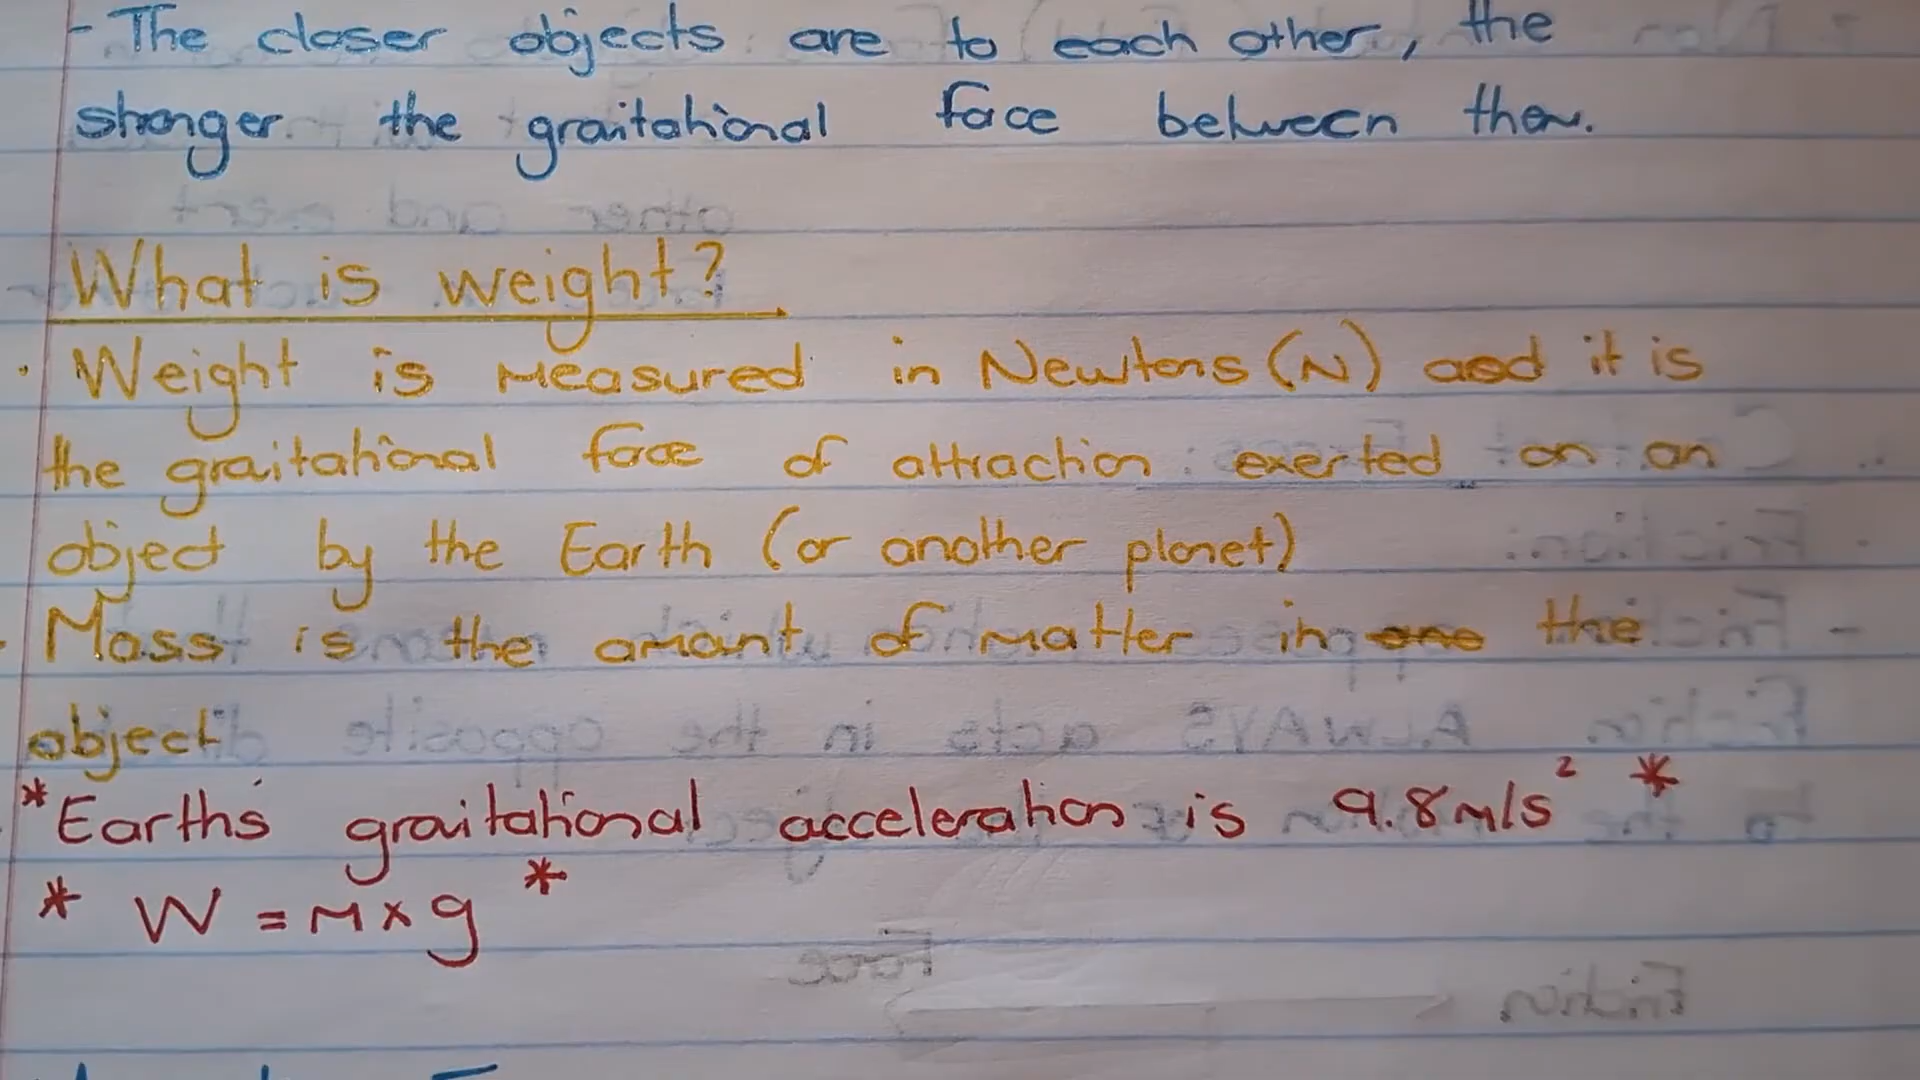 - The closer objects are to each other, the
stronger the gravitational force between them.
What is weight?
· Weight is measured in Newtons (N) and it is
the gravitational force of attraction exerted on an
object by the Earth (or another planet)
· Mass is the amount of matter in the
object
*Earth's gravitational acceleration is 9.8m/s² *
* W = m x g *